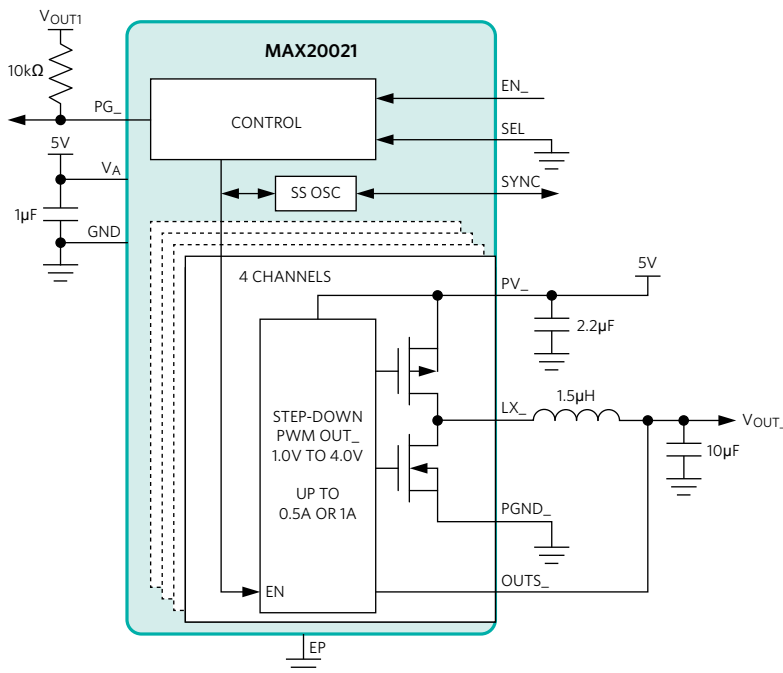 VOUT1
MAX20021
10kΩ
PG_
CONTROL
EN_
SEL
5V
VA
SS OSC
SYNC
1µF
GND
4 CHANNELS
PV_
5V
2.2µF
STEP-DOWN
PWM OUT_
1.0V TO 4.0V
UP TO
0.5A OR 1A
LX_
1.5µH
VOUT_
10µF
PGND_
EN
OUTS_
EP